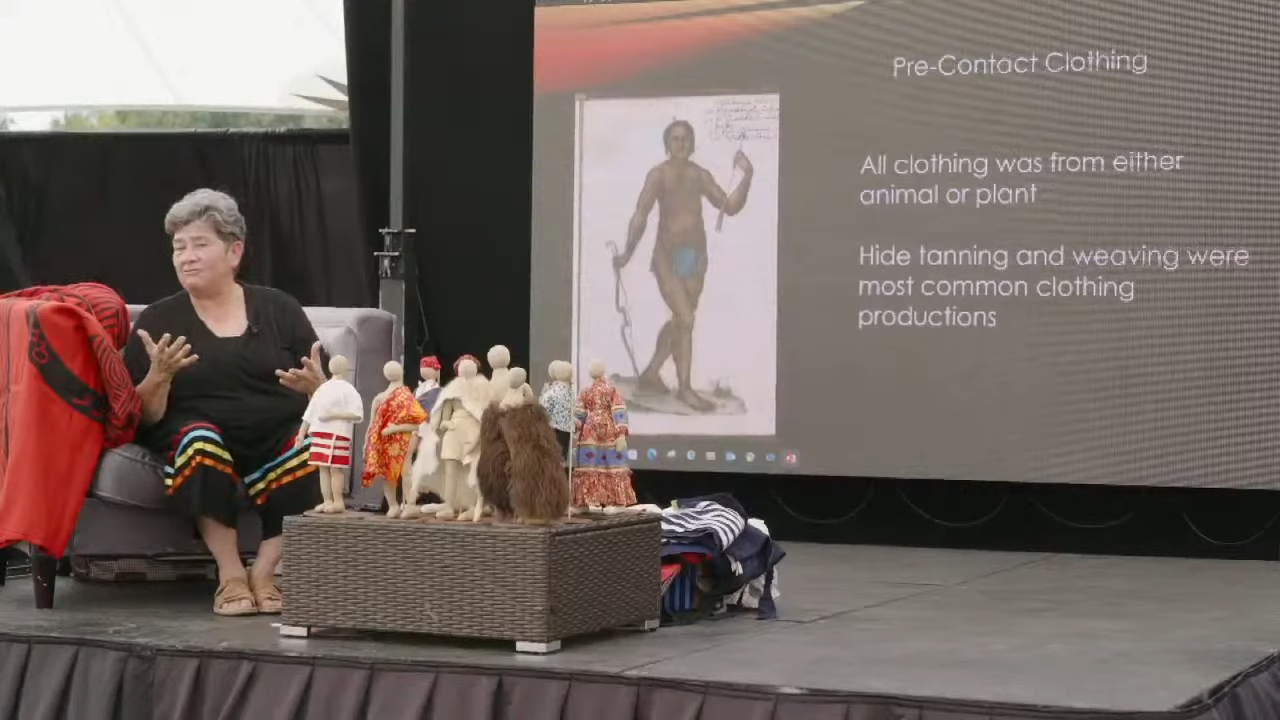 Pre-Contact Clothing
All clothing was from either
animal or plant
Hide tanning and weaving were
most common clothing
productions